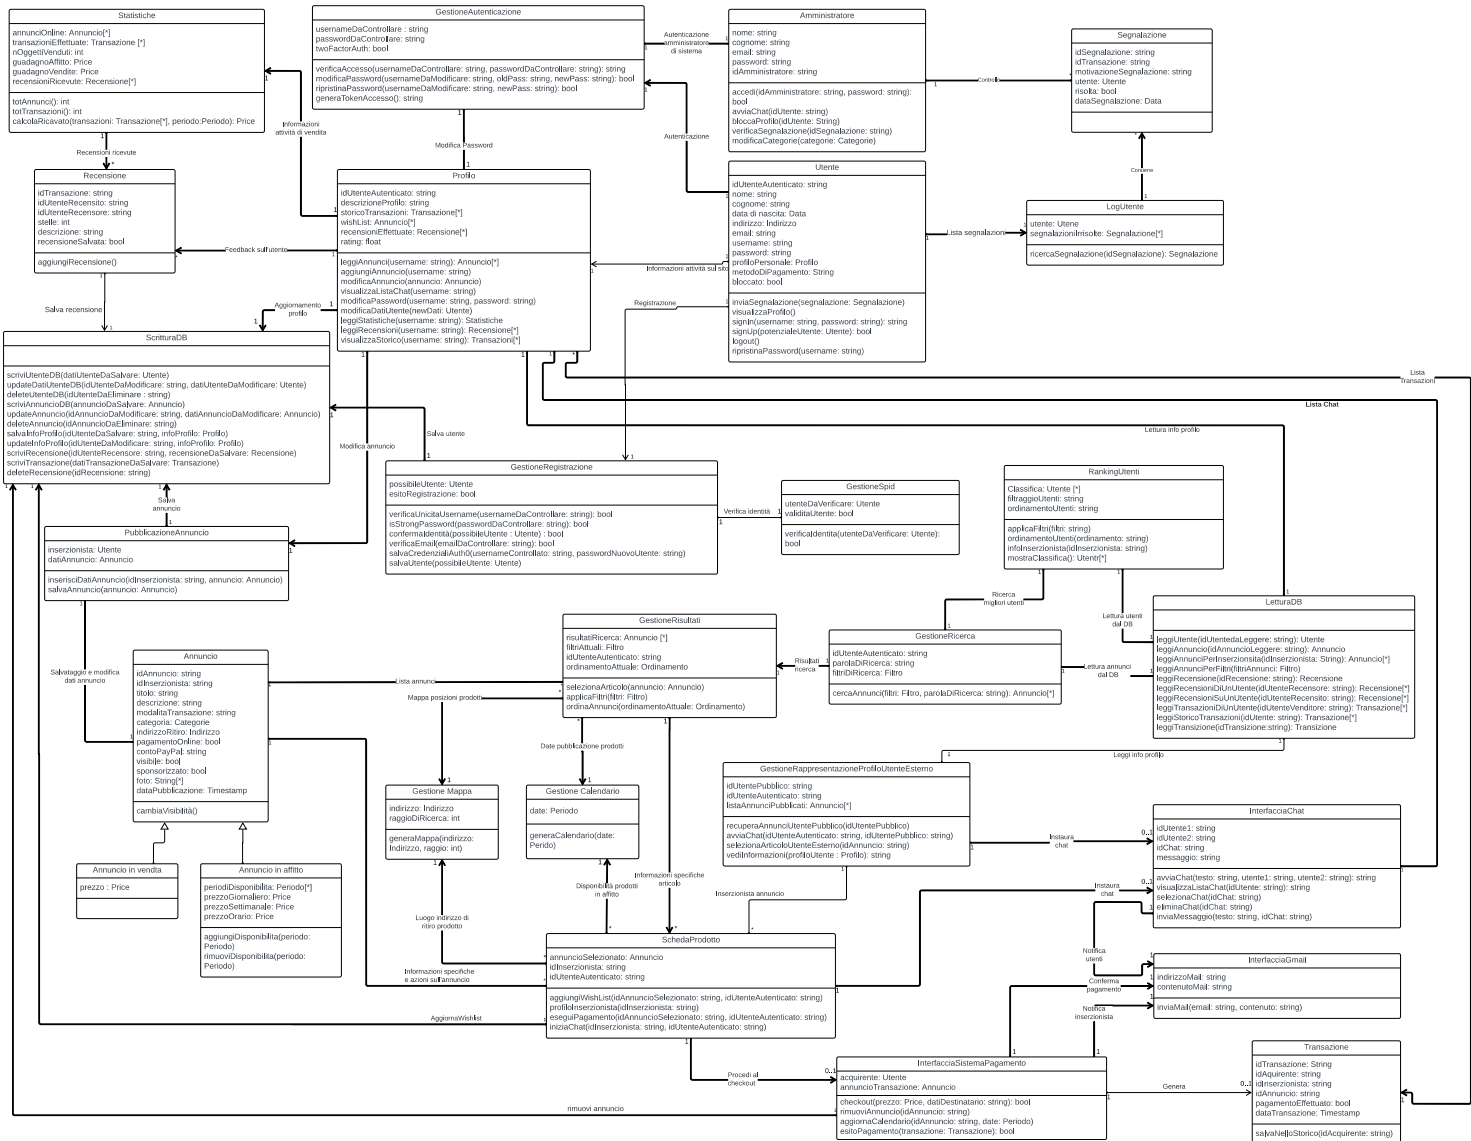 Statistiche
annunciOnline: Annuncio[*]
transazioniEffettuate: Transazione [*]
nOggettiVenduti: int
guadagnoAffitto: Price
guadagnoVendite: Price
recensioniRicevute: Recensione[*]
totAnnunci(): int
totTransazioni(): int
calcolaRicavato(transazioni: Transazione[*], periodo:Periodo): Price
GestioneAutenticazione
usernameDaControllare : string
passwordDaControllare: string
twoFactorAuth: bool
verificaAccesso(usernameDaControllare: string, passwordDaControllare: string): string
modificaPassword(usernameDaModificare: string, oldPass: string, newPass: string): bool
ripristinaPassword(usernameDaModificare: string, newPass: string): bool
generaTokenAccesso(): string
Autenticazione
amministratore
di sistema
Amministratore
nome: string
cognome: string
email: string
password: string
idAmministratore: string
accedi(idAmministratore: string, password: string):
bool
avviaChat(idUtente: string)
bloccaProfilo(idUtente: String)
verificaSegnalazione(idSegnalazione: string)
modificaCategorie(categorie: Categorie)
Controllo
Segnalazione
idSegnalazione: string
idTransazione: string
motivazioneSegnalazione: string
utente: Utente
risolta: bool
dataSegnalazione: Data
Informazioni
attività di vendita
Modifica Password
Autenticazione
Recensioni ricevute
Contiene
Recensione
idTransazione: string
idUtenteRecensito: string
idUtenteRecensore: string
stelle: int
descrizione: string
recensioneSalvata: bool
aggiungiRecensione()
Feedback sull'utente
Profilo
idUtenteAutenticato: string
descrizioneProfilo: string
storicoTransazioni: Transazione[*]
wishList: Annuncio[*]
recensioniEffettuate: Recensione[*]
rating: float
leggiAnnunci(username: string): Annuncio[*]
aggiungiAnnuncio(username: string)
modificaAnnuncio(annuncio: Annuncio)
visualizzaListaChat(username: string)
modificaPassword(username: string, password: string)
modificaDatiUtente(newDati: Utente)
leggiStatistiche(username: string): Statistiche
leggiRecensioni(username: string): Recensione[*]
visualizzaStorico(username: string): Transazioni[*]
Utente
idUtenteAutenticato: string
nome: string
cognome: string
data di nascita: Data
indirizzo: Indirizzo
email: string
username: string
password: string
profiloPersonale: Profilo
metodoDiPagamento: String
bloccato: bool
inviaSegnalazione(segnalazione: Segnalazione)
visualizzaProfilo()
signIn(username: string, password: string): string
signUp(potenzialeUtente: Utente): bool
logout()
ripristinaPassword(username: string)
Lista segnalazioni
LogUtente
utente: Utene
segnalazioniIrrisolte: Segnalazione[*]
ricercaSegnalazione(idSegnalazione): Segnalazione
Informazioni attività sul sito
Registrazione
Salva recensione
Aggiornamento
profilo
ScritturaDB
scriviUtenteDB(datiUtenteDaSalvare: Utente)
updateDatiUtenteDB(idUtenteDaModificare: string, datiUtenteDaModificare: Utente)
deleteUtenteDB(idUtenteDaEliminare : string)
scriviAnnuncioDB(annuncioDaSalvare: Annuncio)
updateAnnuncio(idAnnuncioDaModificare: string, datiAnnuncioDaModificare: Annuncio)
deleteAnnuncio(idAnnuncioDaEliminare: string)
salvaInfoProfilo(idUtenteDaSalvare: string, infoProfilo: Profilo)
updateInfoProfilo(idUtenteDaModificare: string, infoProfilo: Profilo)
scriviRecensione(idUtenteRecensore: string, recensioneDaSalvare: Recensione)
scriviTransazione(datiTransazioneDaSalvare: Transazione)
deleteRecensione(idRecensione: string)
Lista
Transazioni
Lista Chat
Lettura info profilo
Salva utente
Modifica annuncio
GestioneRegistrazione
possibileUtente: Utente
esitoRegistrazione: bool
verificaUnicitaUsername(usernameDaControllare: string): bool
isStrongPassword(passwordDaControllare: string): bool
confermaIdentità(possibileUtente : Utente) : bool
verificaEmail(emailDaControllare: string): bool
salvaCredenzialiAuth0(usernameControllato: string, passwordNuovoUtente: string)
salvaUtente(possibileUtente: Utente)
Verifica identità
GestioneSpid
utenteDaVerificare: Utente
validitaUtente: bool
verificaIdentita(utenteDaVerificare: Utente):
bool
RankingUtenti
Classifica: Utente [*]
filtraggioUtenti: string
ordinamentoUtenti: string
applicaFiltri(filtri: string)
ordinamentoUtenti(ordinamento: string)
infoInserzionista(idInserzionista: string)
mostraClassifica(): Utentr[*]
Salva
annuncio
PubblicazioneAnnuncio
inserzionista: Utente
datiAnnuncio: Annuncio
inserisciDatiAnnuncio(idInserzionista: string, annuncio: Annuncio)
salvaAnnuncio(annuncio: Annuncio)
Ricerca
migliori utenti
Lettura utenti
dal DB
LetturaDB
leggiUtente(idUtentedaLeggere: string): Utente
leggiAnnuncio(idAnnuncioLeggere: string): Annuncio
leggiAnnunciPerInserzionsita(idInserzionista: String): Annuncio[*]
leggiAnnunciPerFiltri(filtriAnnunci: Filtro)
leggiRecensione(idRecensione: string): Recensione
leggiRecensioniDiUnUtente(idUtenteRecensore: string): Recensione[*]
leggiRecensioniSuUnUtente(idUtenteRecensito: string): Recensione[*]
leggiTransazioniDiUnUtente(idUtenteVenditore: string): Transazione[*]
leggiStoricoTransazioni(idUtente: string): Transazione[*]
leggiTransizione(idTransizione:string): Transizione
GestioneRisultati
risultatiRicerca: Annuncio [*]
filtriAttuali: Filtro
idUtenteAutenticato: string
ordinamentoAttuale: Ordinamento
selezionaArticolo(annuncio: Annuncio)
applicaFiltri(filtri: Filtro)
ordinaAnnunci(ordinamentoAttuale: Ordinamento)
Risultati
ricerca
GestioneRicerca
idUtenteAutenticato: string
parolaDiRicerca: string
filtriDiRicerca: Filtro
cercaAnnunci(filtri: Filtro, parolaDiRicerca: string): Annuncio[*]
Lettura annunci
dal DB
Salvataggio e modifica
dati annuncio
Annuncio
idAnnuncio: string
idInserzionista: string
titolo: string
descrizione: string
modalitaTransazione: string
categoria: Categorie
indirizzoRitiro: Indirizzo
pagamentoOnline: bool
contoPayPal: string
visibile: bool
sponsorizzato: bool
foto: String[*]
dataPubblicazione: Timestamp
cambiaVisibilità()
Lista annunci
Mappa posizioni prodotti
Date pubblicazione prodotti
Leggi info profilo
Gestione Mappa
indirizzo: Indirizzo
raggioDiRicerca: int
generaMappa(indirizzo:
Indirizzo, raggio: int)
Gestione Calendario
date: Periodo
generaCalendario(date:
Perido)
GestioneRappresentazioneProfiloUtenteEsterno
idUtentePubblico: string
idUtenteAutenticato: string
listaAnnunciPubblicati: Annuncio[*]
recuperaAnnunciUtentePubblico(idUtentePubblico)
avviaChat(idUtenteAutenticato: string, idUtentePubblico: string)
selezionaArticoloUtenteEsterno(idAnnuncio: string)
vediInformazioni(profiloUtente : Profilo): string
Instaura
chat
0..1
InterfacciaChat
idUtente1: string
idUtente2: string
idChat: string
messaggio: string
avviaChat(testo: string, utente1: string, utente2: string): string
visualizzaListaChat(idUtente: string): string
selezionaChat(idChat: string)
eliminaChat(idChat: string)
inviaMessaggio(testo: string, idChat: string)
Annuncio in vendta
prezzo : Price
Annuncio in affitto
periodiDisponibilita: Periodo[*]
prezzoGiornaliero: Price
prezzoSettimanale: Price
prezzoOrario: Price
aggiungiDisponibilita(periodo:
Periodo)
rimuoviDisponibilita(periodo:
Periodo)
Luogo indirizzo di
ritiro prodotto
Disponibilità prodotti
in affitto
Informazioni specifiche
articolo
Inserzionista annuncio
Instaura
chat
0..1
Notifica
utenti
Informazioni specifiche
e azioni sull'annuncio
SchedaProdotto
annuncioSelezionato: Annuncio
idInserzionista: string
idUtenteAutenticato: string
aggiungiWishList(idAnnuncioSelezionato: string, idUtenteAutenticato: string)
profiloInserzionista(idInserzionista: string)
eseguiPagamento(idAnnuncioSelezionato: string, idUtenteAutenticato: string)
iniziaChat(idInserzionista: string, idUtenteAutenticato: string)
Conferma
pagamento
Notifica
inserzionista
InterfacciaGmail
indirizzoMail: string
contenutoMail: string
inviaMail(email: string, contenuto: string)
AggiornaWishlist
Procedi al
checkout
0..1
InterfacciaSistemaPagamento
acquirente: Utente
annuncioTransazione: Annuncio
checkout(prezzo: Price, datiDestinatario: string): bool
rimuoviAnnuncio(idAnnuncio: string)
aggiornaCalendario(idAnnuncio: string, date: Periodo)
esitoPagamento(transazione: Transazione): bool
Genera
0..1
Transazione
idTransazione: String
idAquirente: string
idInserzionista: string
idAnnuncio: string
pagamentoEffettuato: bool
dataTransazione: Timestamp
salvaNelloStorico(idAcquirente: string)
rimuovi annuncio